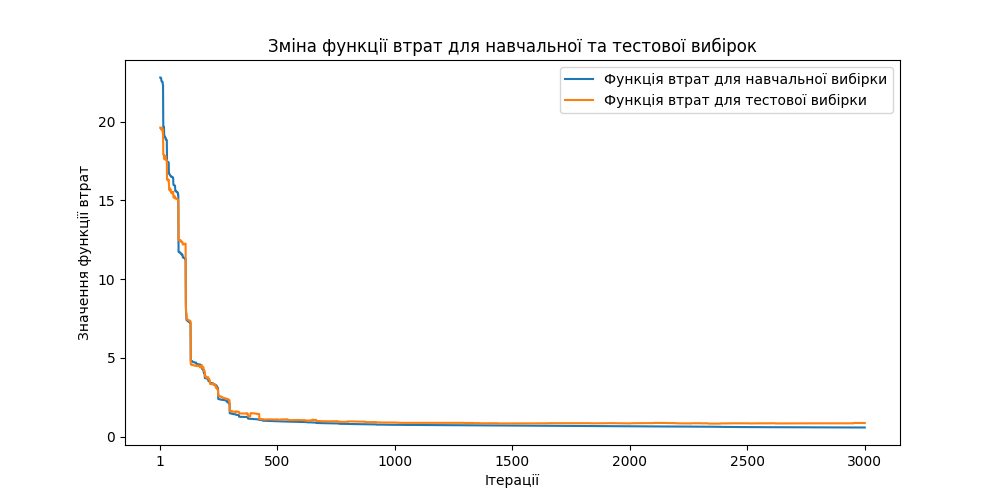 Зміна функції втрат для навчальної та тестової вибірок
Функція втрат для навчальної вибірки
Функція втрат для тестової вибірки
Значення функції втрат
20
15
10
5
0
1
500
1000
1500
2000
2500
3000
Ітерації